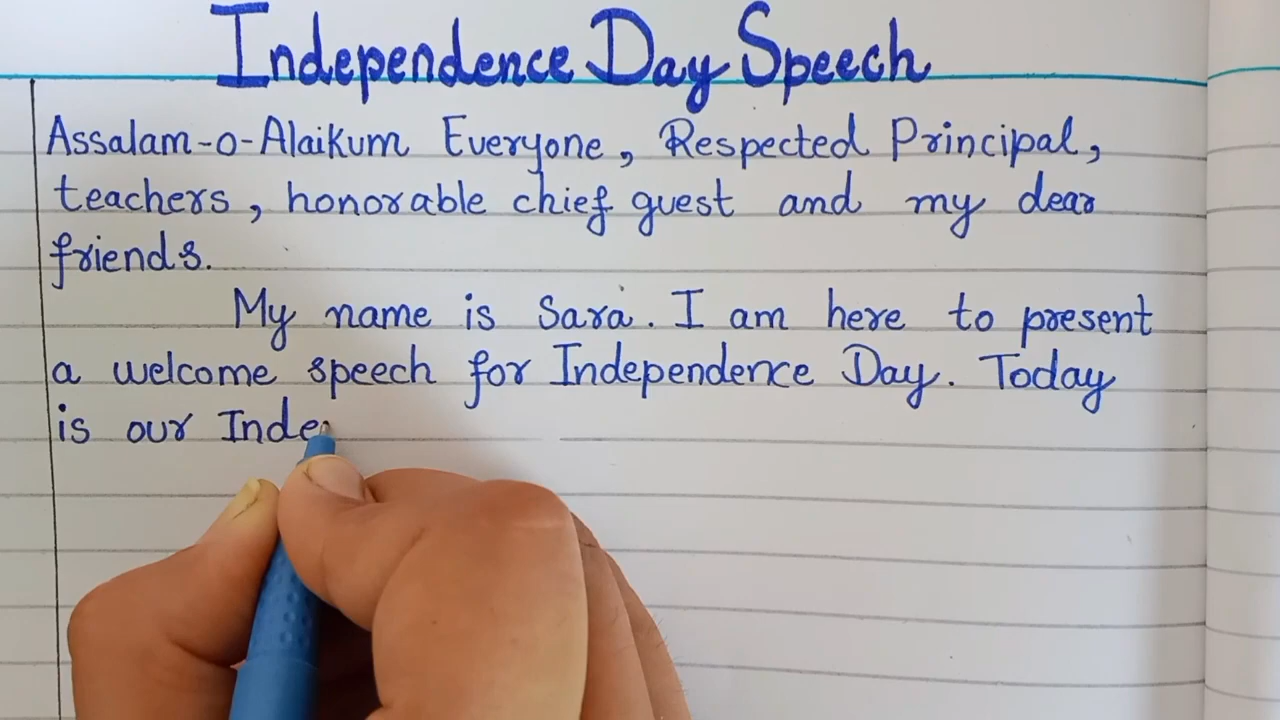 Independence Day Speech
Assalam-o-Alaikum Everyone, Respected Principal,
teachers, honorable chief guest and my dear
friends.
My name is Sara. I am here to present
a welcome speech for Independence Day. Today
is our Inde